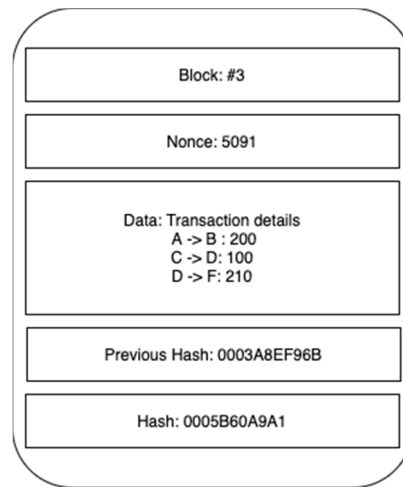 Block: #3
Nonce: 5091
Data: Transaction details
A -> B : 200
C -> D: 100
D -> F: 210
Previous Hash: 0003A8EF96B
Hash: 0005B60A9A1